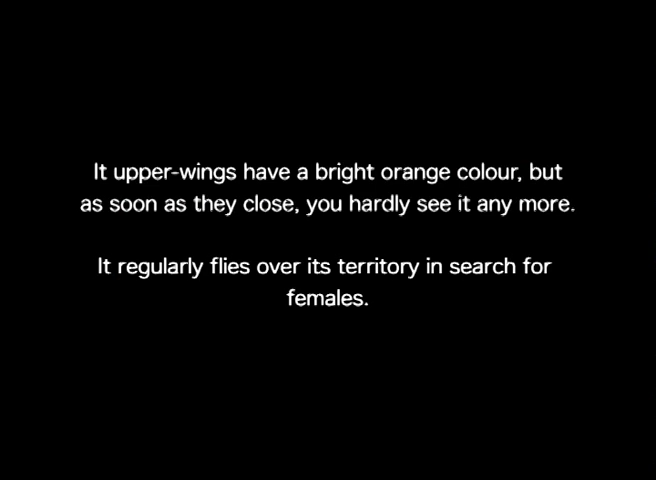 It upper-wings have a bright orange colour, but
as soon as they close, you hardly see it any more.
It regularly flies over its territory in search for
females.